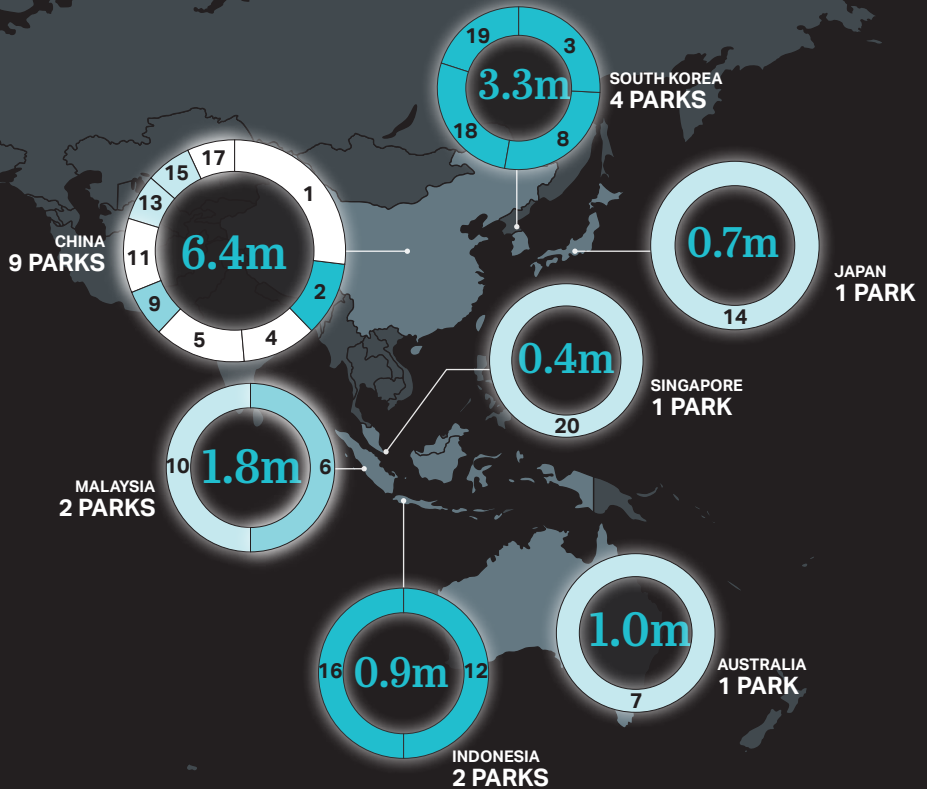 19
3
3.3m
18
8
SOUTH KOREA
4 PARKS
17
15
1
13
CHINA
9 PARKS
11
6.4m
9
2
5
4
0.7m
14
JAPAN
1 PARK
0.4m
20
SINGAPORE
1 PARK
10
1.8m
6
MALAYSIA
2 PARKS
16
0.9m
12
INDONESIA
2 PARKS
1.0m
7
AUSTRALIA
1 PARK